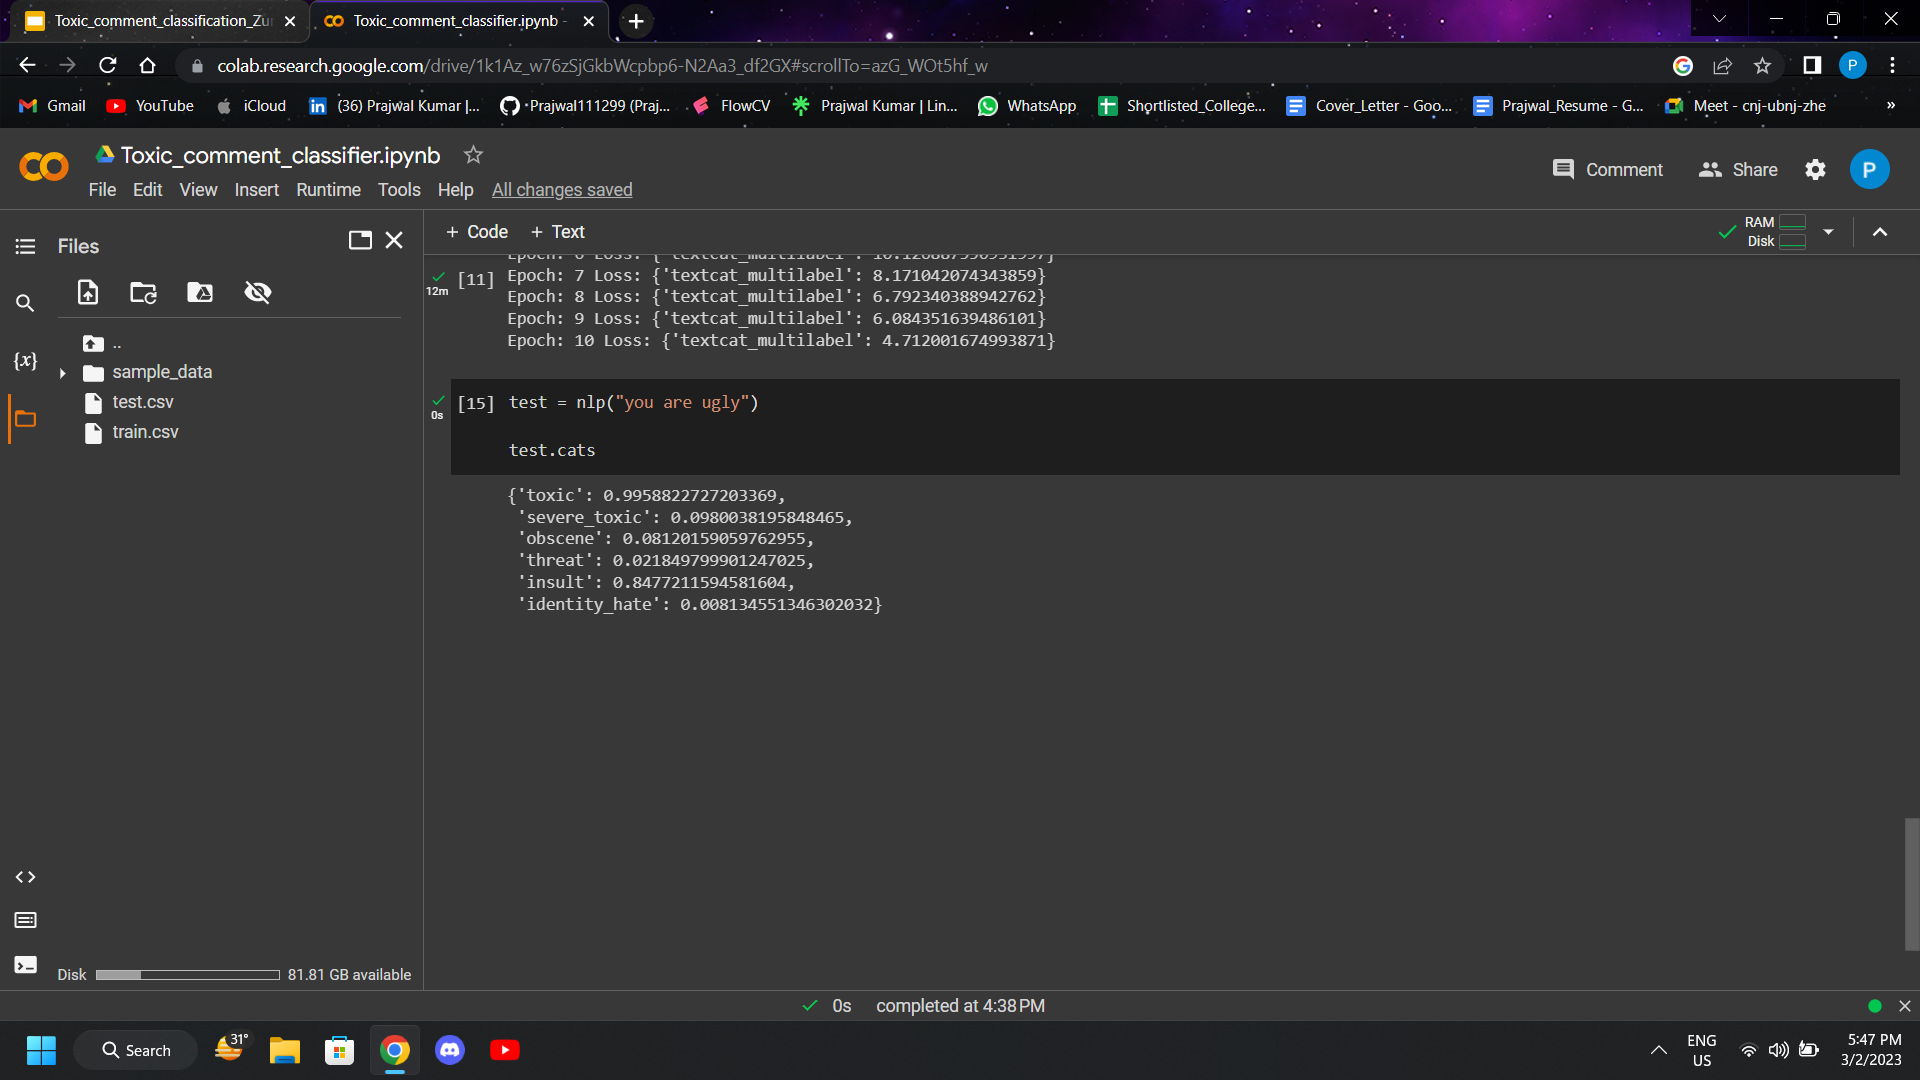 Toxic_comment_classification_Zu
Toxic_comment_classifier.ipynb -
colab.research.google.com/drive/1k1Az_w76zSjGkbWcpbp6-N2Aa3_df2GX#scrollTo=azG_WOt5hf_w
P
Gmail YouTube iCloud (36) Prajwal Kumar |... Prajwal111299 (Praj... FlowCV Prajwal Kumar | Lin... WhatsApp Shortlisted_College... Cover_Letter - Goo... Prajwal_Resume - G... Meet - cnj-ubnj-zhe »
Toxic_comment_classifier.ipynb
Comment Share P
File Edit View Insert Runtime Tools Help All changes saved
Files
+ Code + Text
RAM
Disk
Epoch: 6 Loss: {'textcat_multilabel': 10.126887990931997}
[11] Epoch: 7 Loss: {'textcat_multilabel': 8.171042074343859}
12m
Epoch: 8 Loss: {'textcat_multilabel': 6.792340388942762}
Epoch: 9 Loss: {'textcat_multilabel': 6.084351639486101}
Epoch: 10 Loss: {'textcat_multilabel': 4.712001674993871}
..
{x}
sample_data
test.csv
train.csv
[15] test = nlp("you are ugly")
0s
test.cats
{'toxic': 0.9958822727203369,
'severe_toxic': 0.0980038195848465,
'obscene': 0.08120159059762955,
'threat': 0.021849799901247025,
'insult': 0.8477211594581604,
'identity_hate': 0.008134551346302032}
Disk 81.81 GB available
0s completed at 4:38 PM
Search
31°
ENG
US
5:47 PM
3/2/2023